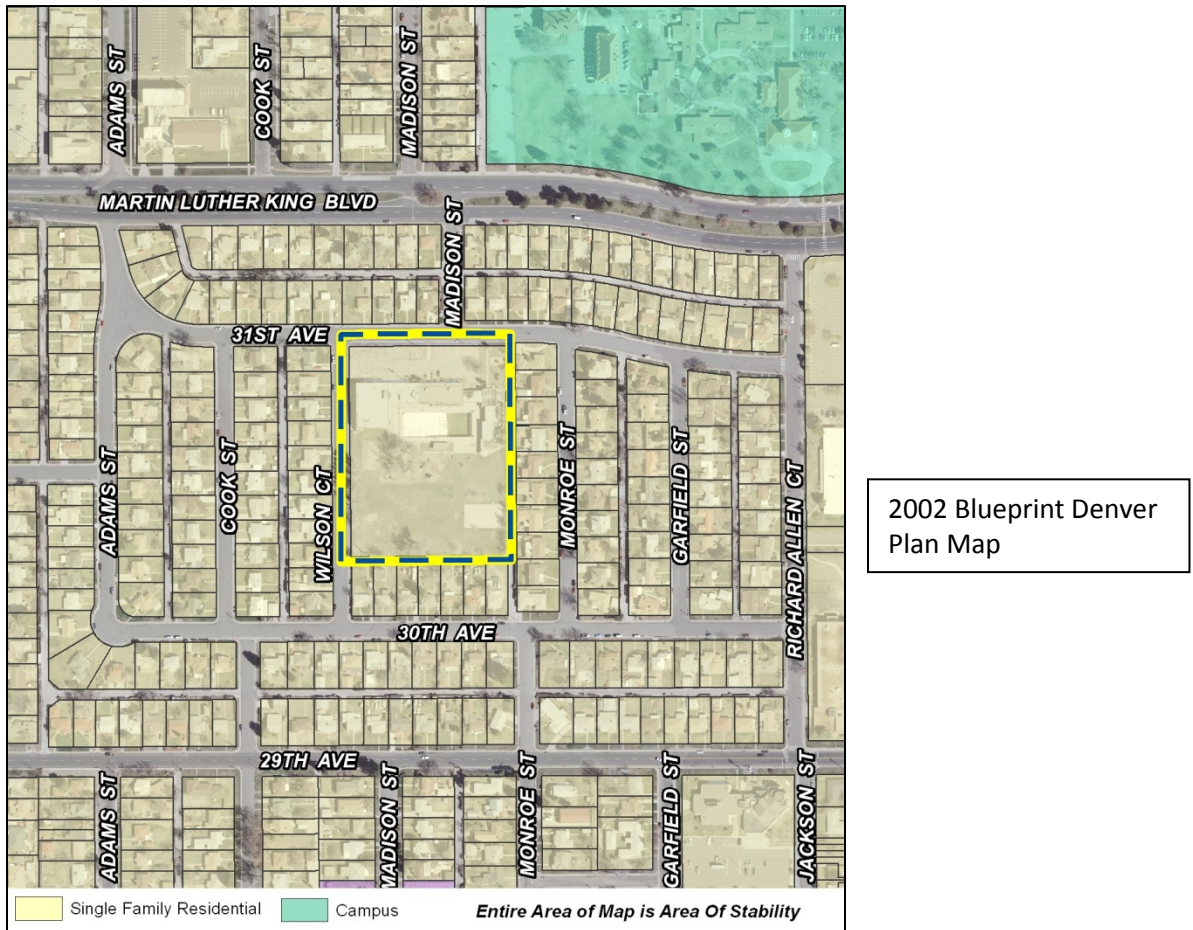 ADAMS ST
COOK ST
MADISON ST
MARTIN LUTHER KING BLVD
MADISON ST
31ST AVE
ADAMS ST
COOK ST
WILSON CT
MONROE ST
GARFIELD ST
RICHARD ALLEN CT
30TH AVE
29TH AVE
ADAMS ST
MADISON ST
MONROE ST
GARFIELD ST
JACKSON ST
Single Family Residential
Campus
Entire Area of Map is Area Of Stability
2002 Blueprint Denver
Plan Map